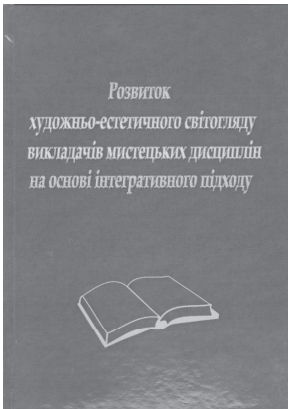 Розвиток
художньо-естетичного світогляду
викладачів мистецьких дисциплін
на основі інтегративного підходу